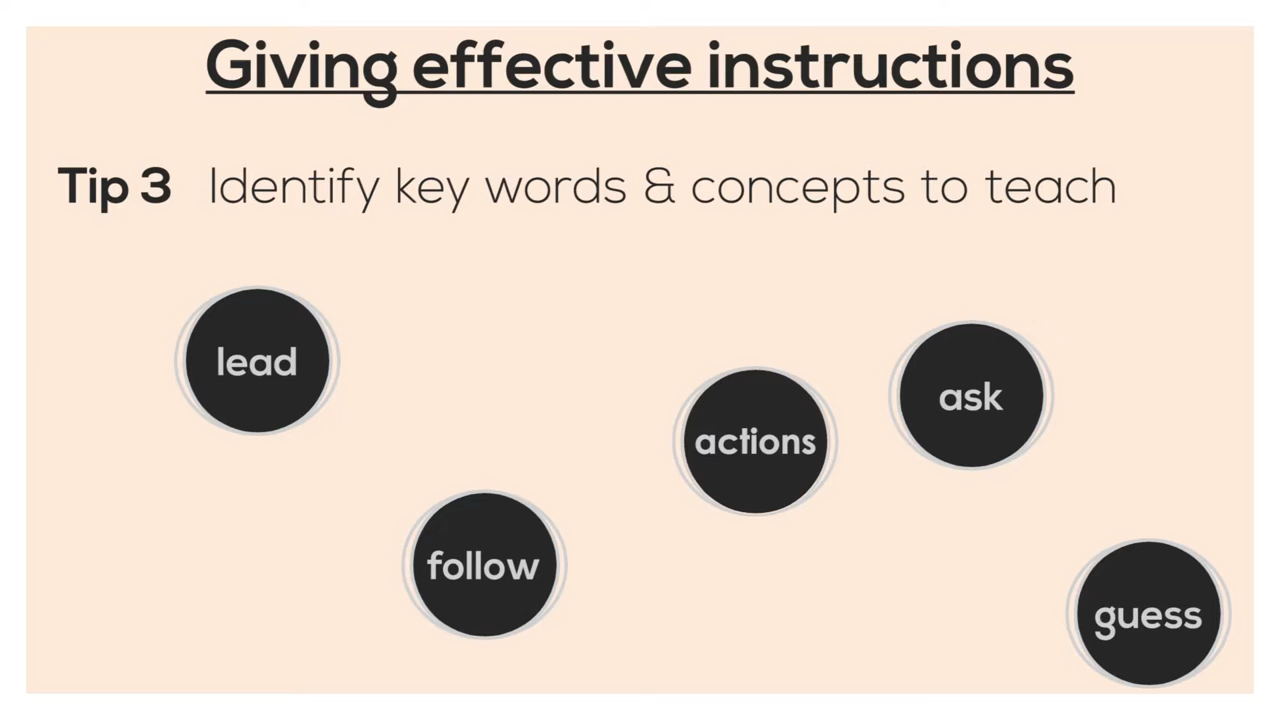 Giving effective instructions
Tip 3 Identify key words & concepts to teach
lead
ask
actions
follow
guess